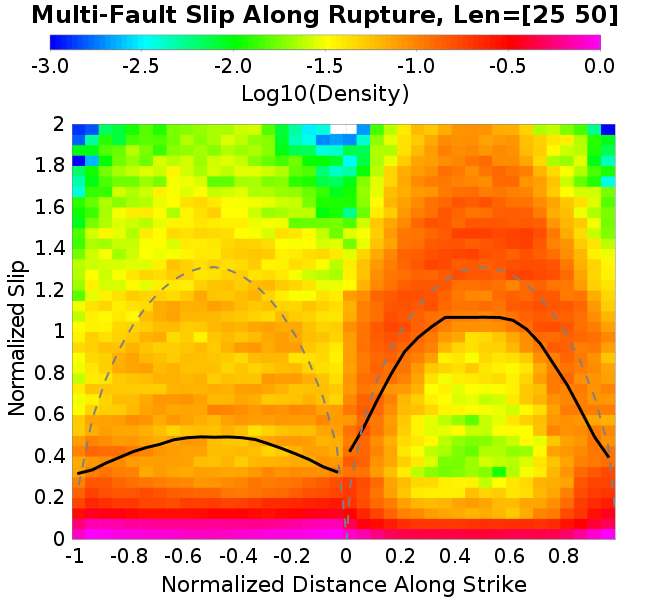 Multi-Fault Slip Along Rupture, Len=[25 50]
-3.0 -2.5 -2.0 -1.5 -1.0 -0.5 0.0
Log10(Density)
Normalized Slip
2
1.8
1.6
1.4
1.2
1
0.8
0.6
0.4
0.2
0
-1 -0.8 -0.6 -0.4 -0.2 0 0.2 0.4 0.6 0.8
Normalized Distance Along Strike